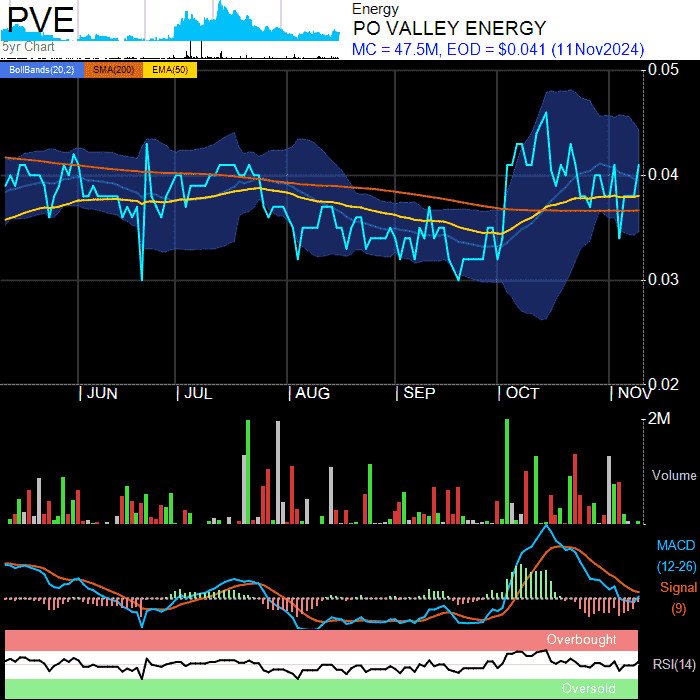 PVE
5yr Chart
Energy
PO VALLEY ENERGY
MC = 47.5M, EOD = $0.041 (11Nov2024)
BollBands(20,2) SMA(200) EMA(50)
0.05
0.04
0.03
0.02
| JUN | JUL | AUG | SEP | OCT | NOV
2M
Volume
MACD
(12-26)
Signal
(9)
Overbought
RSI(14)
Oversold